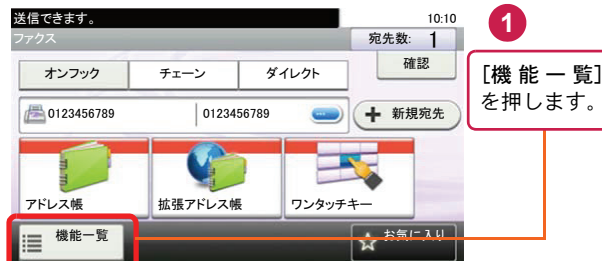 送信できます。 10:10
ファクス 宛先数: 1
オンフック チェーン ダイレクト 確認
0123456789 0123456789
新規宛先
アドレス帳 拡張アドレス帳 ワンタッチキー
機能一覧 お気に入り
1
[機能一覧]
を押します。